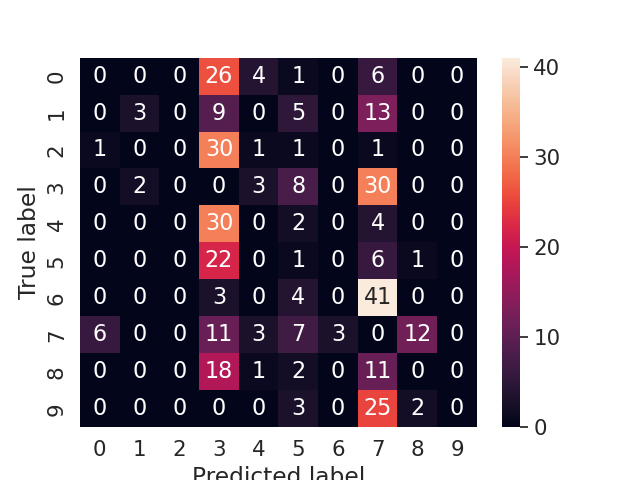 0 0 0 0 26 4 1 0 6 0 0
1 0 3 0 9 0 5 0 13 0 0
2 1 0 0 30 1 1 0 1 0 0
3 0 2 0 0 3 8 0 30 0 0
4 0 0 0 30 0 2 0 4 0 0
5 0 0 0 22 0 1 0 6 1 0
6 0 0 0 3 0 4 0 41 0 0
7 6 0 0 11 3 7 3 0 12 0
8 0 0 0 18 1 2 0 11 0 0
9 0 0 0 0 0 3 0 25 2 0
0 1 2 3 4 5 6 7 8 9
True label
Predicted label
40
30
20
10
0